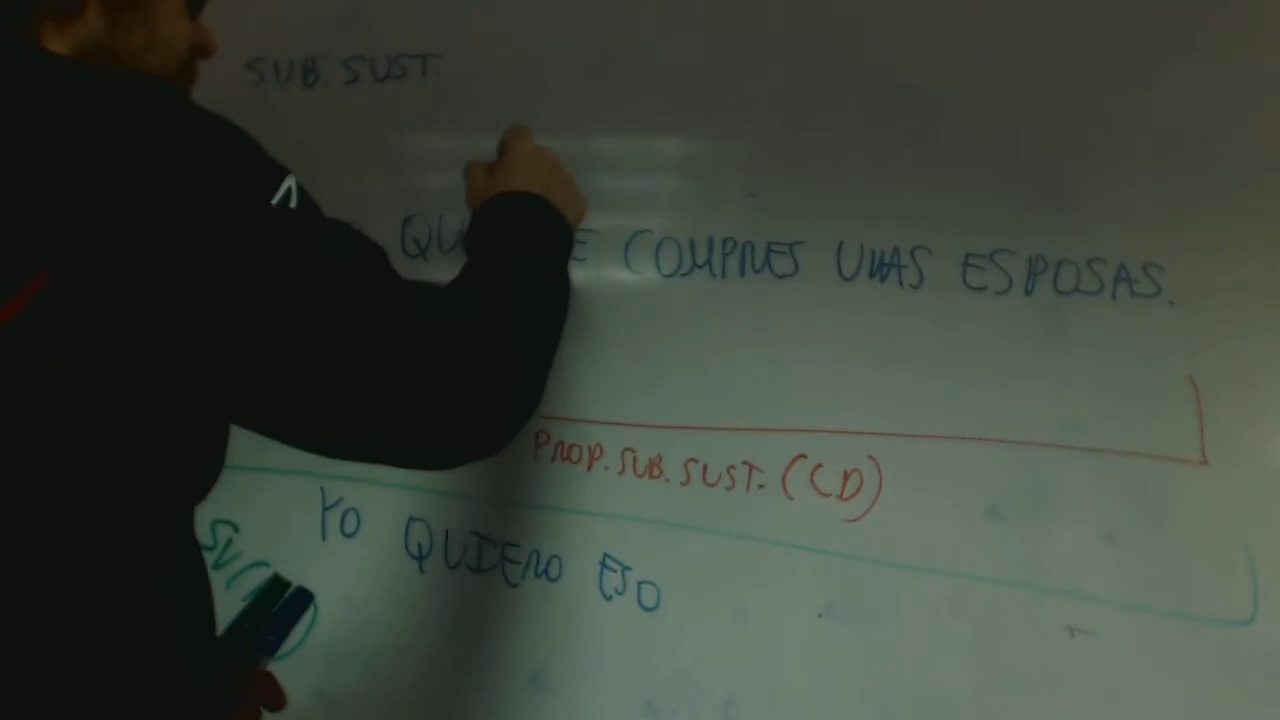 SUB. SUST.
COMPRES UNAS ESPOSAS.
PROP. SUB. SUST. (CD)
YO QUIERO ESO